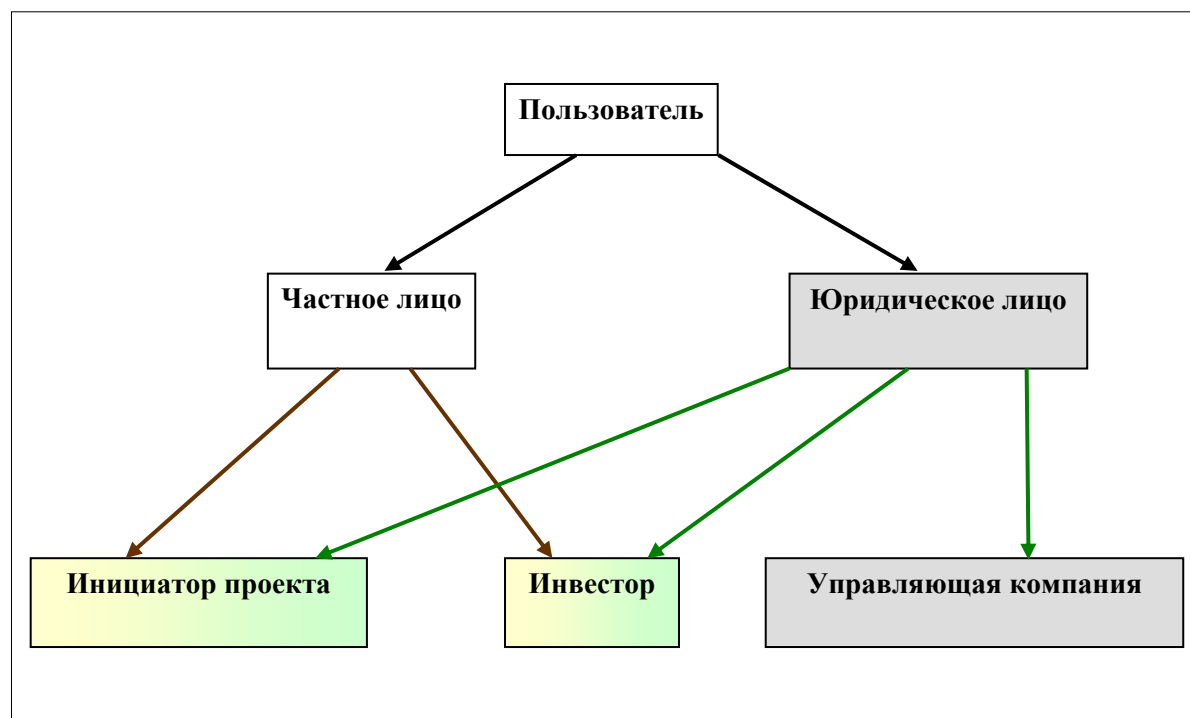 Пользователь
Частное лицо
Юридическое лицо
Инициатор проекта
Инвестор
Управляющая компания